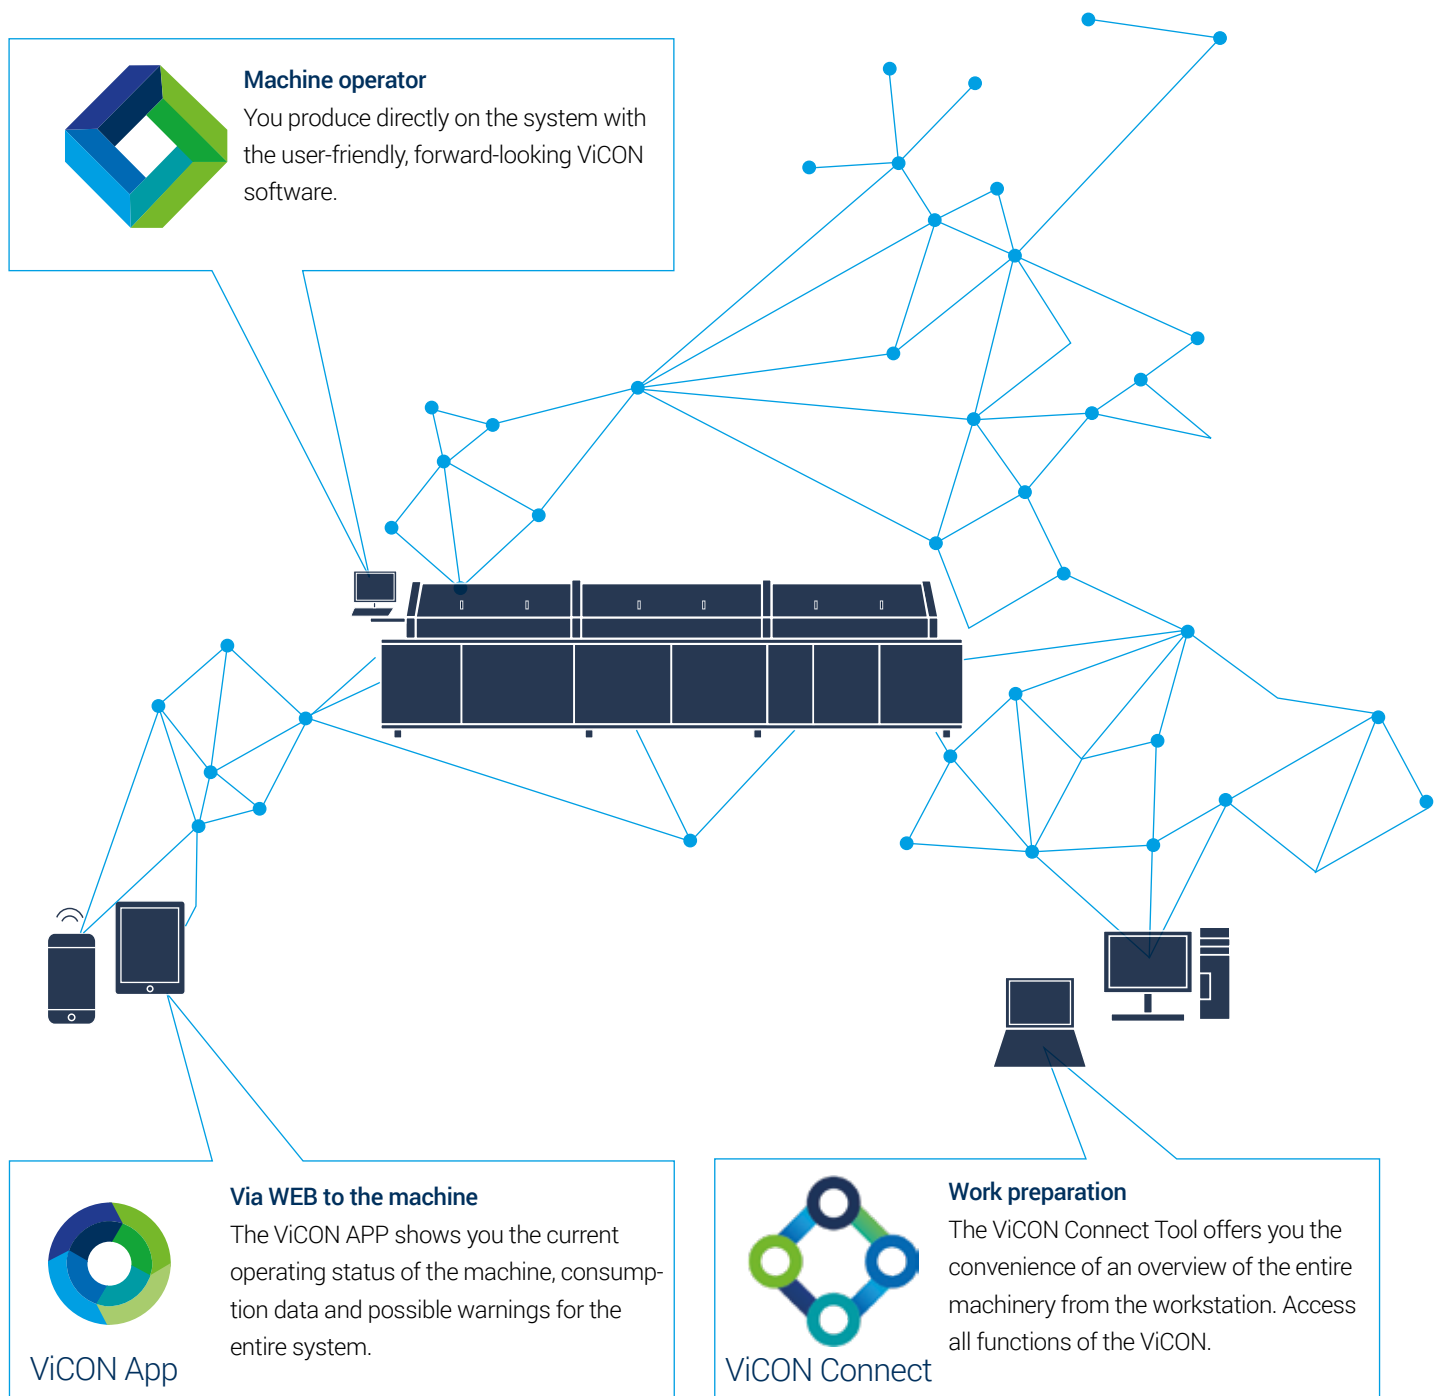 Machine operator
You produce directly on the system with
the user-friendly, forward-looking ViCON
software.
Via WEB to the machine
The ViCON APP shows you the current
operating status of the machine, consump-
tion data and possible warnings for the
entire system.
ViCON App
Work preparation
The ViCON Connect Tool offers you the
convenience of an overview of the entire
machinery from the workstation. Access
all functions of the ViCON.
ViCON Connect